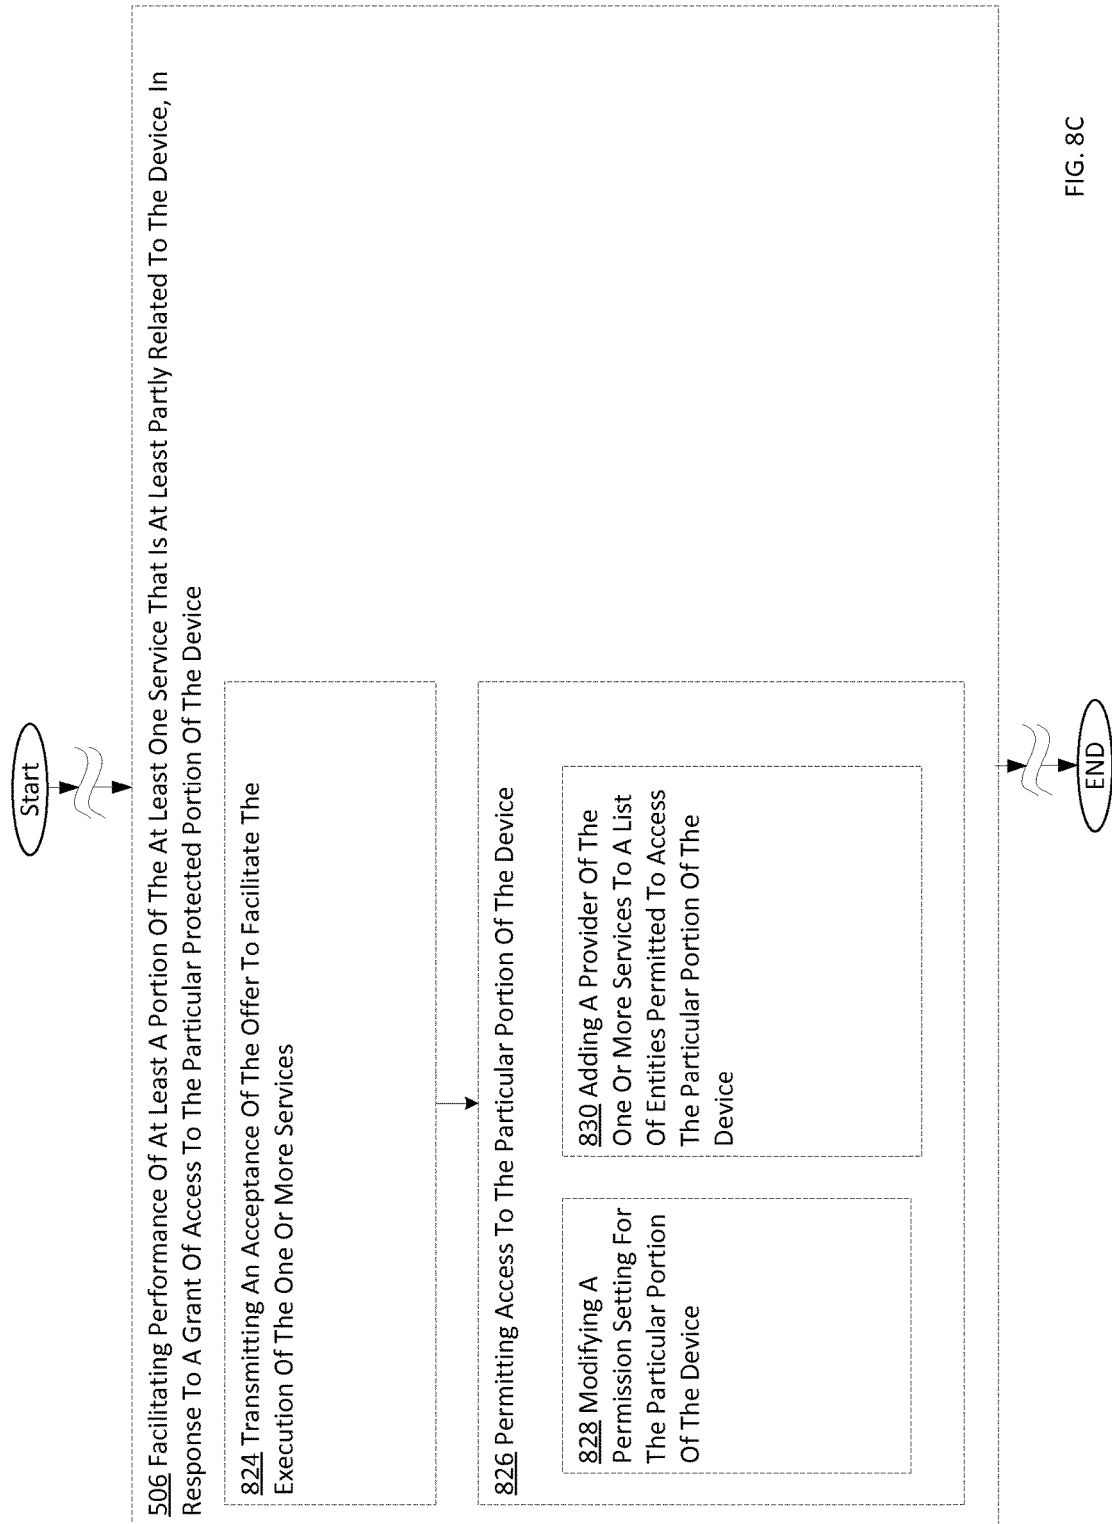 Start
506 Facilitating Performance Of At Least A Portion Of The At Least One Service That Is At Least Partly Related To The Device, In
Response To A Grant Of Access To The Particular Protected Portion Of The Device
824 Transmitting An Acceptance Of The Offer To Facilitate The
Execution Of The One Or More Services
826 Permitting Access To The Particular Portion Of The Device
828 Modifying A
Permission Setting For
The Particular Portion
Of The Device
830 Adding A Provider Of The
One Or More Services To A List
Of Entities Permitted To Access
The Particular Portion Of The
Device
END
FIG. 8C